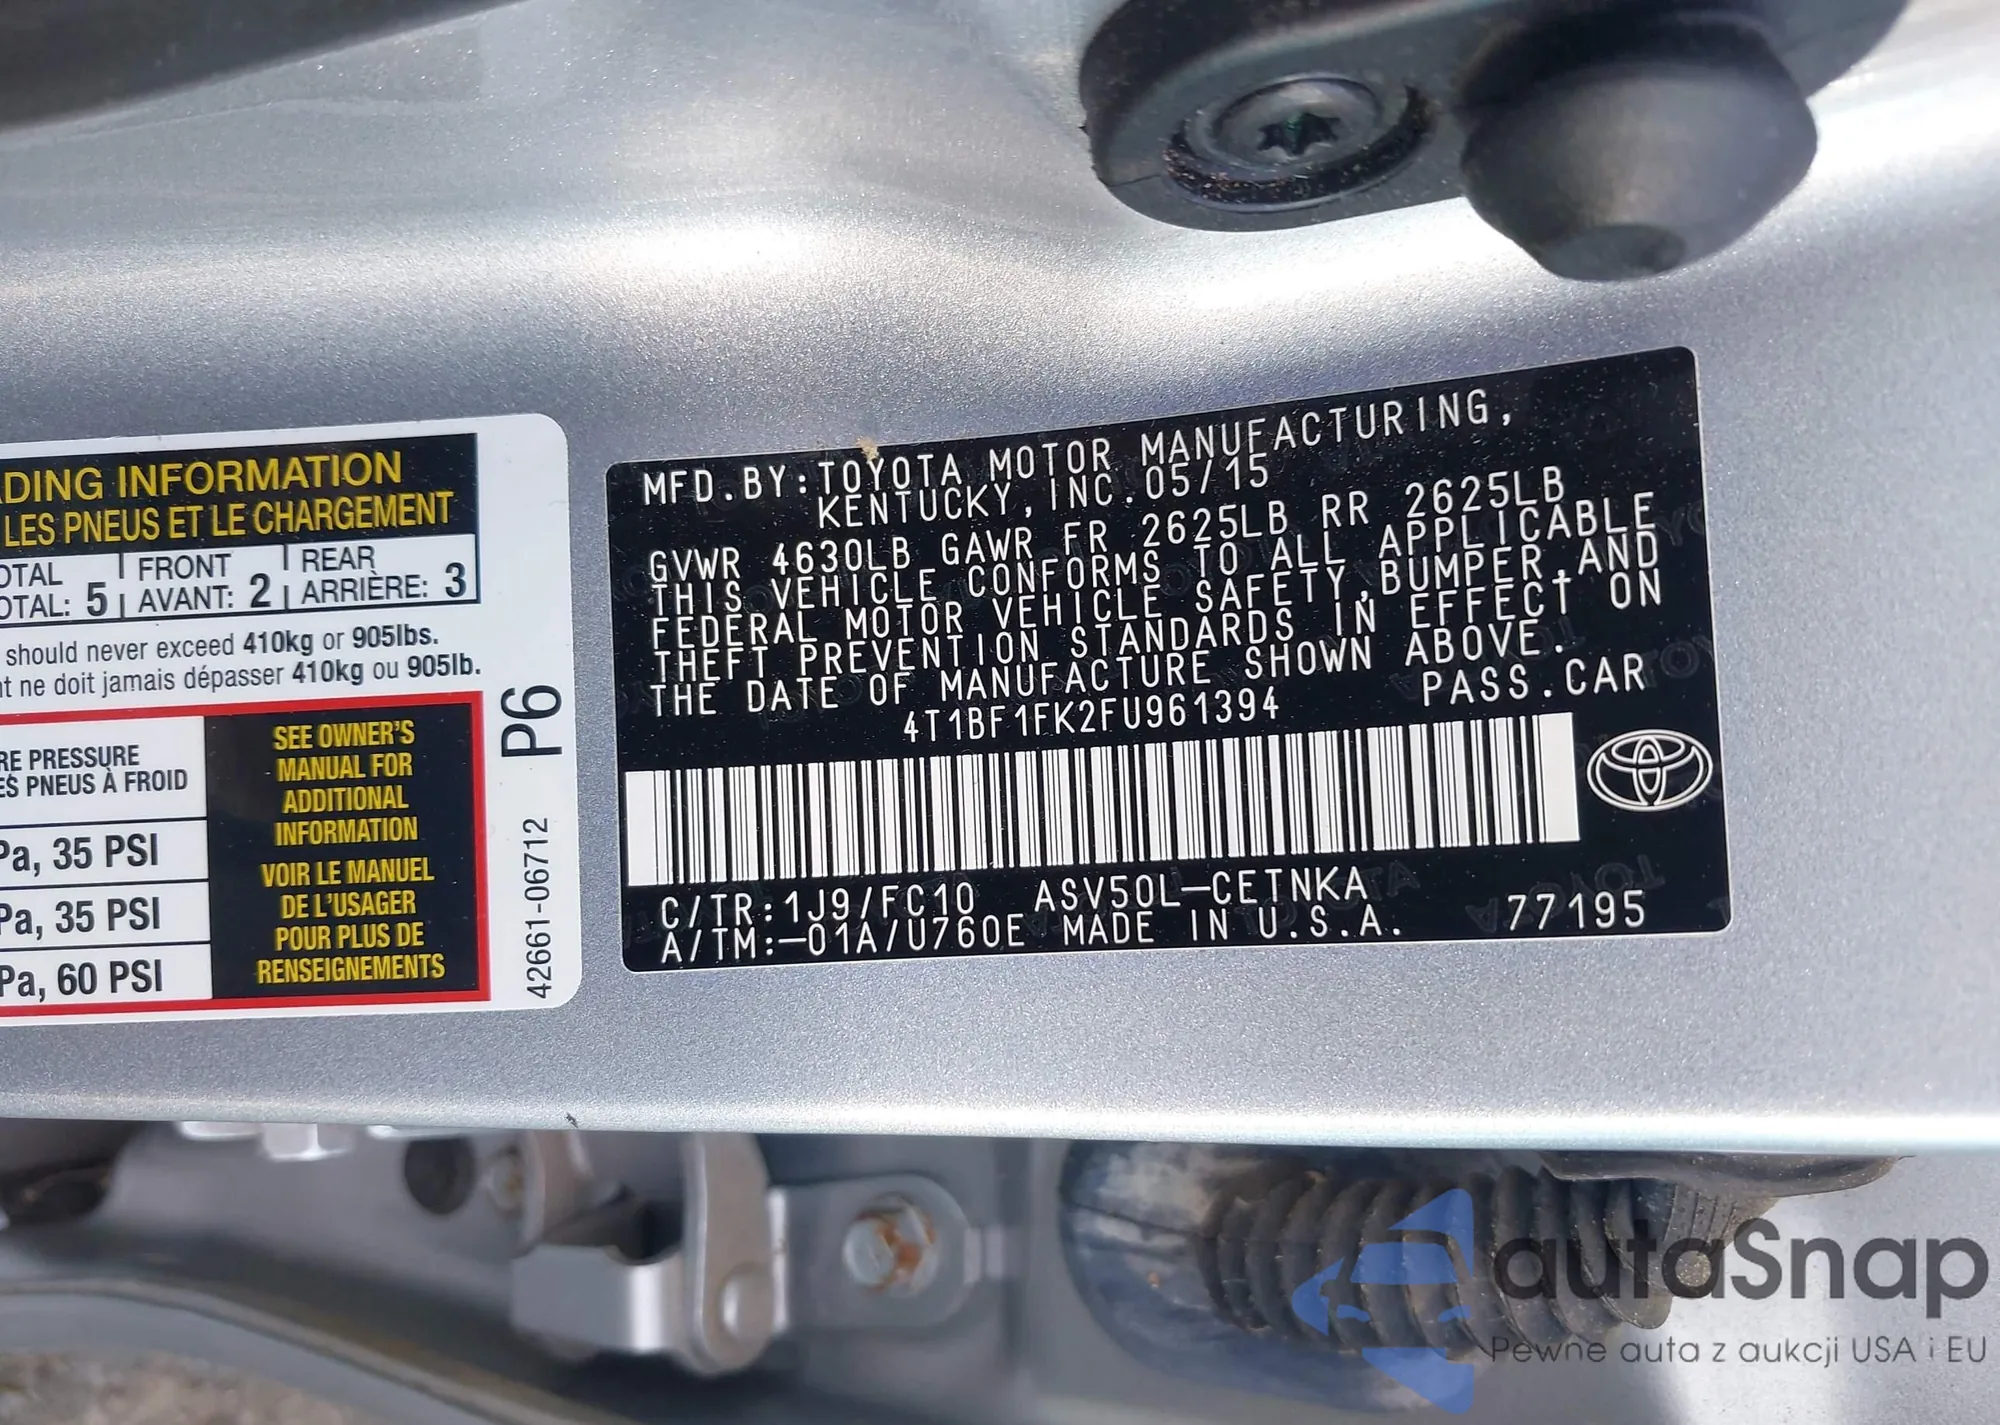 ADING INFORMATION
LES PNEUS ET LE CHARGEMENT
OTAL FRONT REAR
OTAL: 5 AVANT: 2 ARRIÈRE: 3
should never exceed 410kg or 905lbs.
nt ne doit jamais dépasser 410kg ou 905lb.
RE PRESSURE
ES PNEUS À FROID
Pa, 35 PSI
Pa, 35 PSI
Pa, 60 PSI
SEE OWNER'S
MANUAL FOR
ADDITIONAL
INFORMATION
VOIR LE MANUEL
DE L'USAGER
POUR PLUS DE
RENSEIGNEMENTS
P6
42661-06712
MFD.BY:TOYOTA MOTOR MANUFACTURING,
KENTUCKY, INC.05/15
GVWR 4630LB GAWR FR 2625LB RR 2625LB
THIS VEHICLE CONFORMS TO ALL APPLICABLE
FEDERAL MOTOR VEHICLE SAFETY,BUMPER,AND
THEFT PREVENTION STANDARDS IN EFFECT ON
THE DATE OF MANUFACTURE SHOWN ABOVE.
4T1BF1FK2FU961394 PASS.CAR
C/TR:1J9/FC10 ASV50L-CETNKA
A/TM:-01A/U760E MADE IN U.S.A. 77195
autaSnap
Pewne auta z aukcji USA i EU